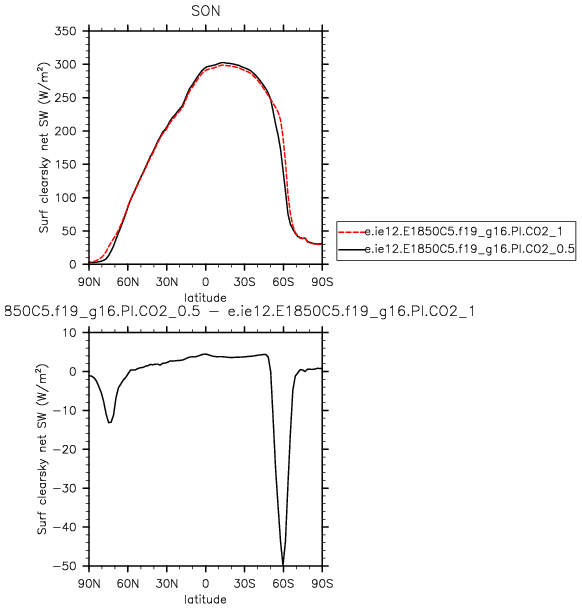 SON
350
300
250
200
150
100
50
0
Surf clearsky net SW (W/m²)
90N 60N 30N 0 30S 60S 90S
latitude
e.ie12.E1850C5.f19_g16.PI.CO2_1
e.ie12.E1850C5.f19_g16.PI.CO2_0.5
850C5.f19_g16.PI.CO2_0.5 − e.ie12.E1850C5.f19_g16.PI.CO2_1
10
0
−10
−20
−30
−40
−50
Surf clearsky net SW (W/m²)
90N 60N 30N 0 30S 60S 90S
latitude